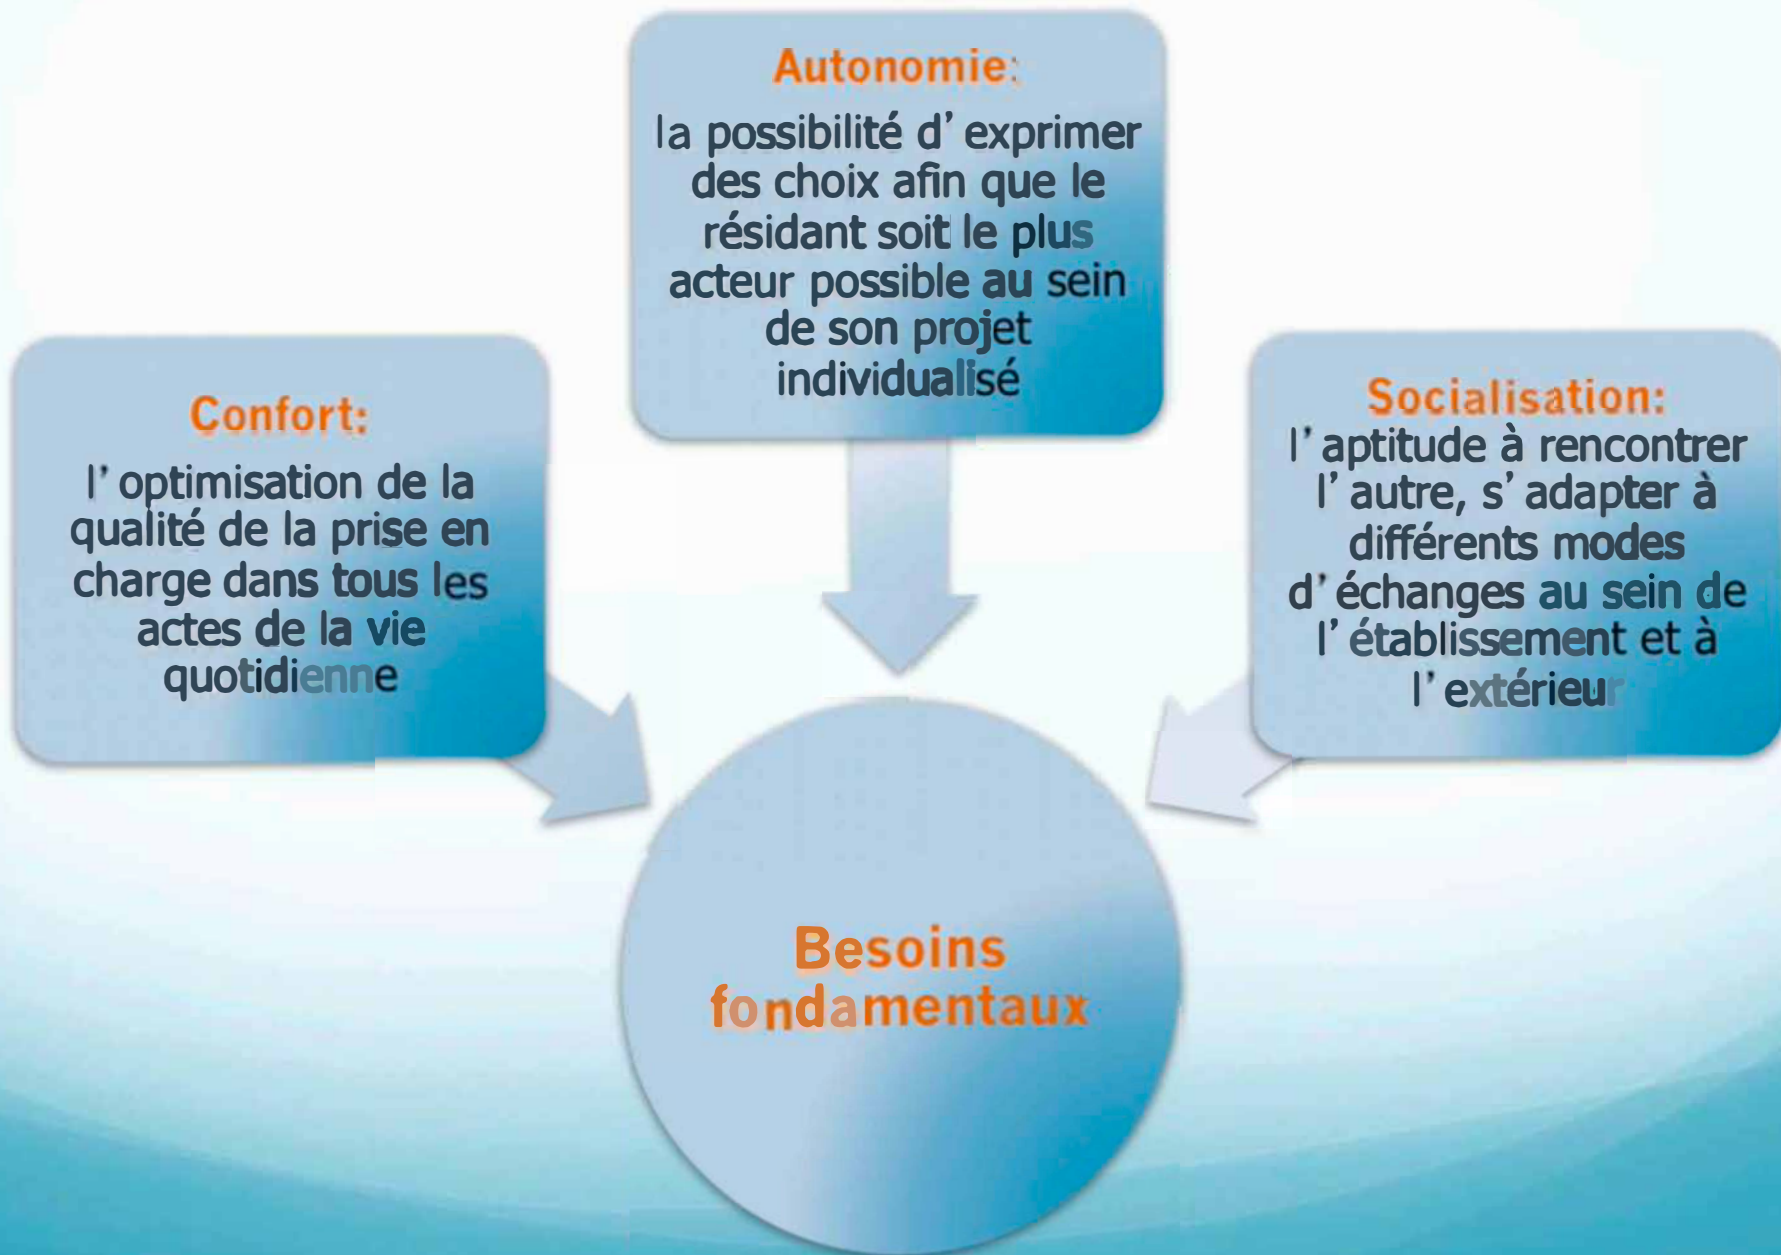 Autonomie:
la possibilité d’ exprimer
des choix afin que le
résidant soit le plus
acteur possible au sein
de son projet
individualisé
Confort:
l’ optimisation de la
qualité de la prise en
charge dans tous les
actes de la vie
quotidienne
Socialisation:
l’ aptitude à rencontrer
l’ autre, s’ adapter à
différents modes
d’ échanges au sein de
l’ établissement et à
l’ extérieur
Besoins
fondamentaux